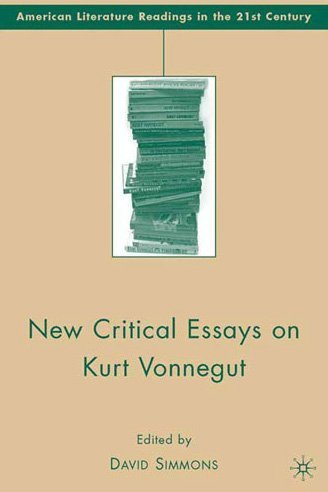 American Literature Readings in the 21st Century
New Critical Essays on
Kurt Vonnegut
Edited by
DAVID SIMMONS